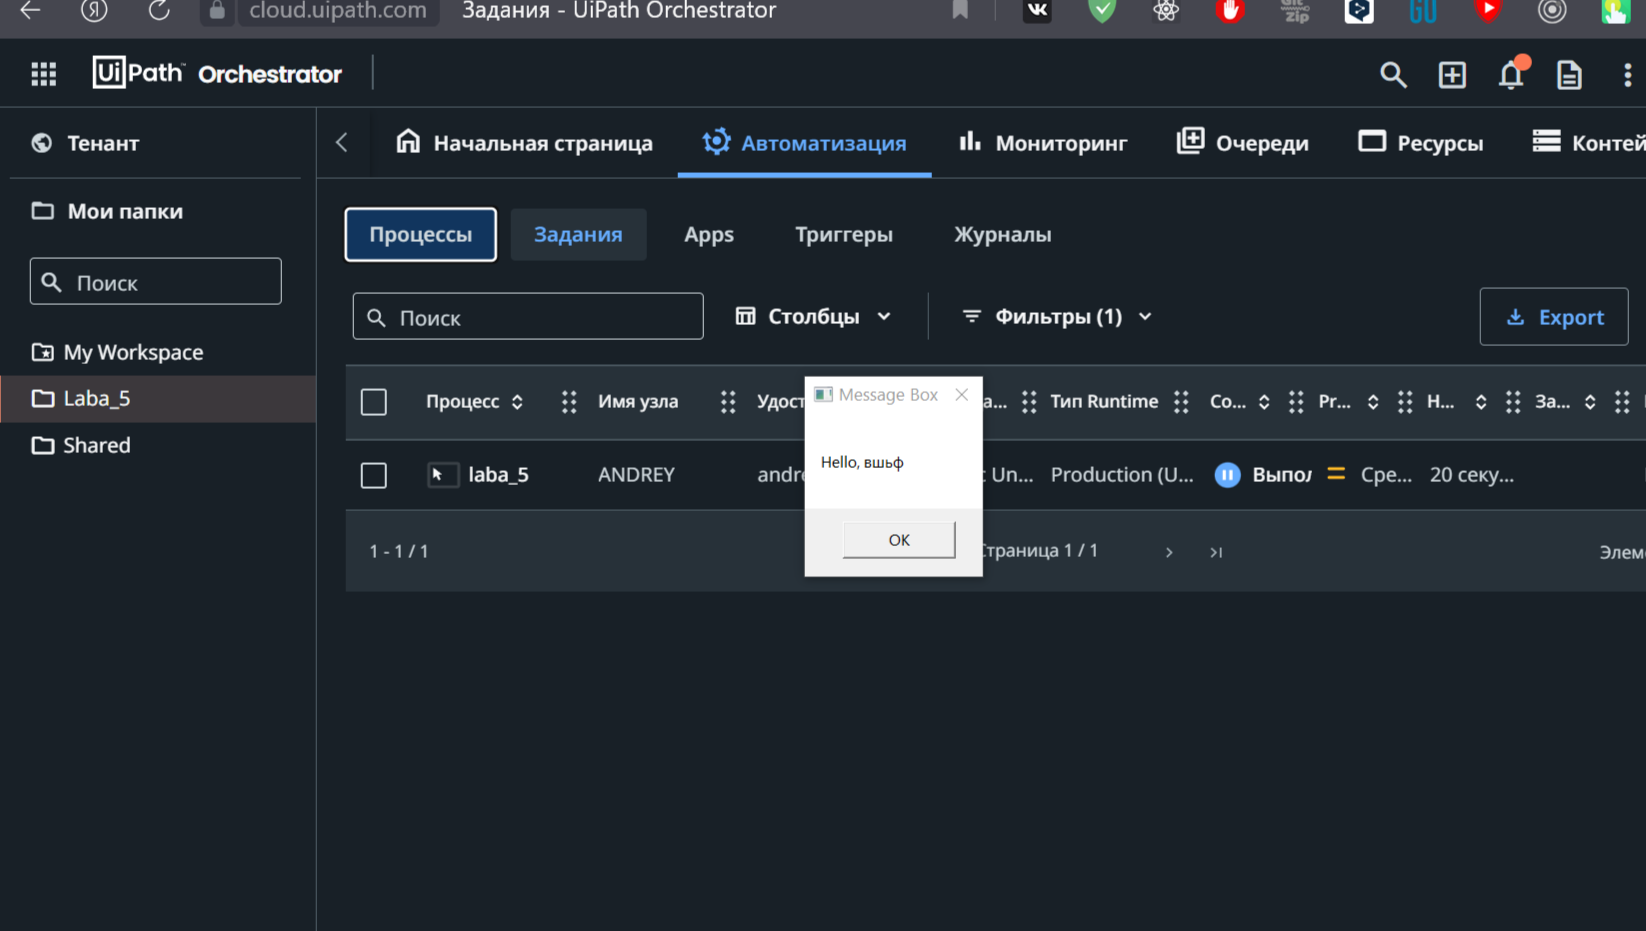 cloud.uipath.com Задания - UiPath Orchestrator
UiPath Orchestrator
Тенант
Мои папки
Поиск
My Workspace
Laba_5
Shared
Начальная страница Автоматизация Мониторинг Очереди Ресурсы Контей
Процессы Задания Apps Триггеры Журналы
Поиск Столбцы Фильтры (1) Export
Процесс Имя узла Удост а... Тип Runtime Со... Pr... Н... За...
laba_5 ANDREY andre : Un... Production (U... Выпол Сре... 20 секу...
1 - 1 / 1 Страница 1 / 1 Элем
Message Box
Hello, вшьф
OK